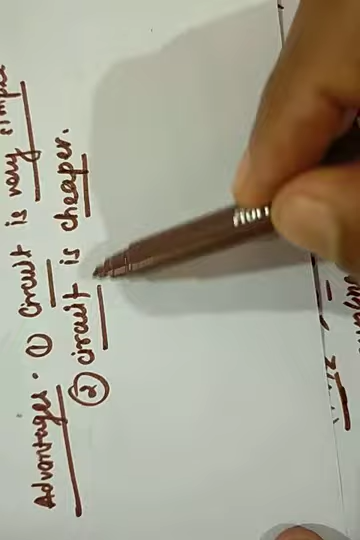 Advantages. ① Circuit is very simple
② circuit is cheaper.